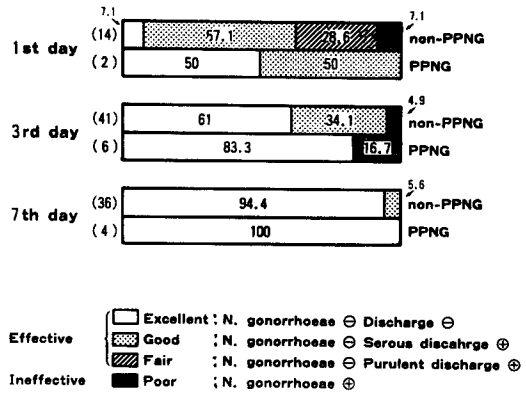 7.1 7.1
1st day (14) 57.1 28.6 non-PPNG
(2) 50 50 PPNG
4.9
3rd day (41) 61 34.1 non-PPNG
(6) 83.3 16.7 PPNG
5.6
7th day (36) 94.4 non-PPNG
(4) 100 PPNG
Excellent : N. gonorrhoeae ⊖ Discharge ⊖
Effective Good : N. gonorrhoeae ⊖ Serous discahrge ⊕
Fair : N. gonorrhoeae ⊖ Purulent discharge ⊕
Ineffective Poor : N. gonorrhoeae ⊕